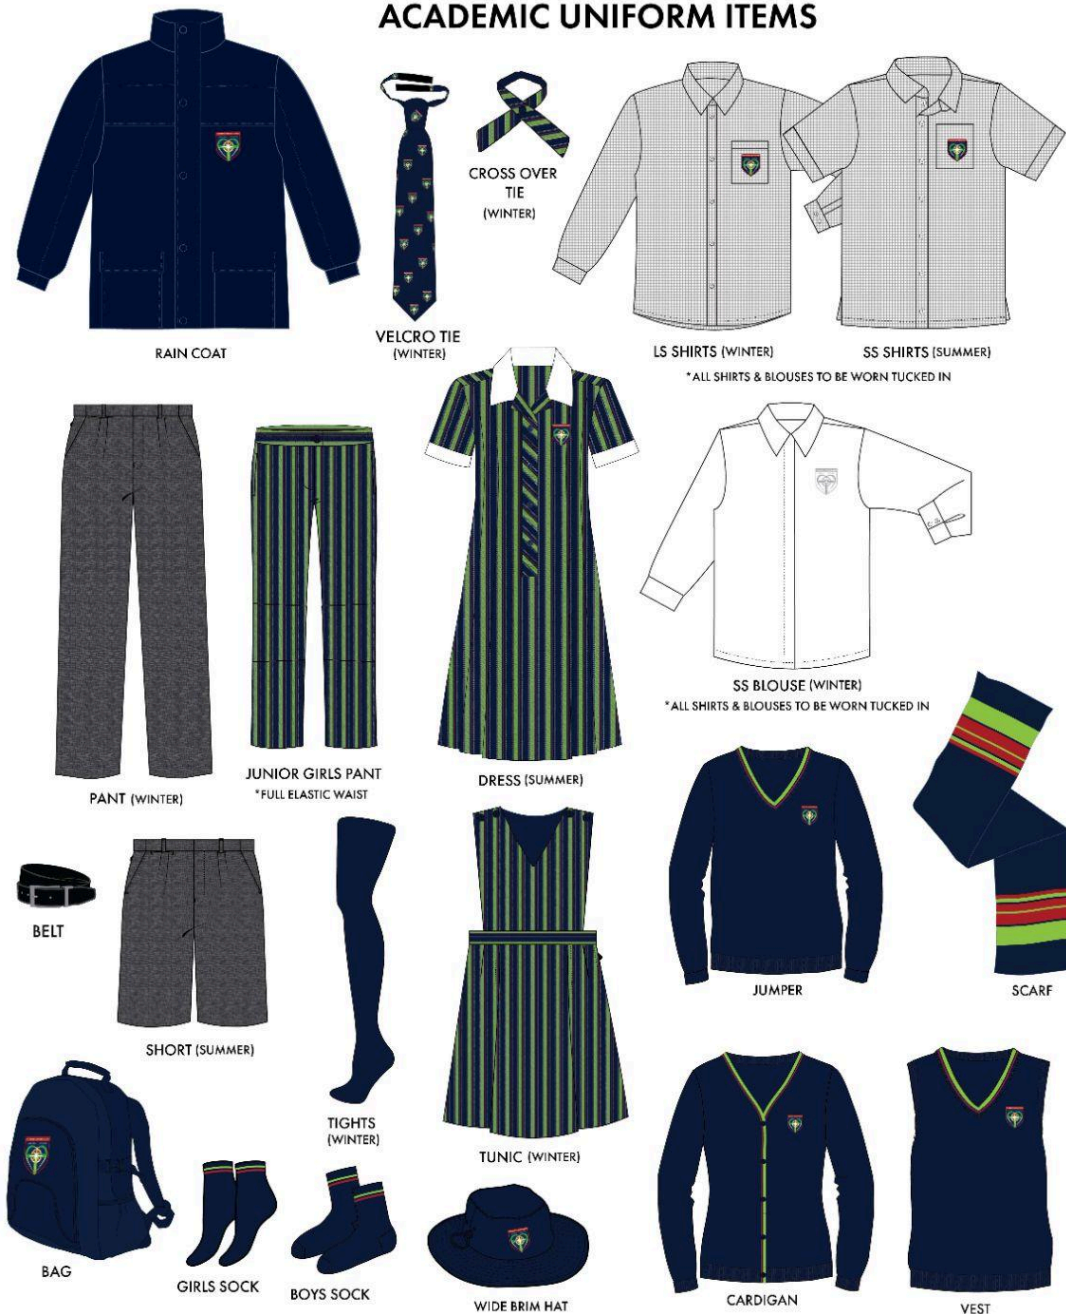 ACADEMIC UNIFORM ITEMS
RAIN COAT
VELCRO TIE
(WINTER)
CROSS OVER
TIE
(WINTER)
LS SHIRTS (WINTER)
SS SHIRTS (SUMMER)
*ALL SHIRTS & BLOUSES TO BE WORN TUCKED IN
PANT (WINTER)
JUNIOR GIRLS PANT
*FULL ELASTIC WAIST
DRESS (SUMMER)
SS BLOUSE (WINTER)
*ALL SHIRTS & BLOUSES TO BE WORN TUCKED IN
BELT
SHORT (SUMMER)
TIGHTS
(WINTER)
TUNIC (WINTER)
JUMPER
SCARF
BAG
GIRLS SOCK
BOYS SOCK
WIDE BRIM HAT
CARDIGAN
VEST